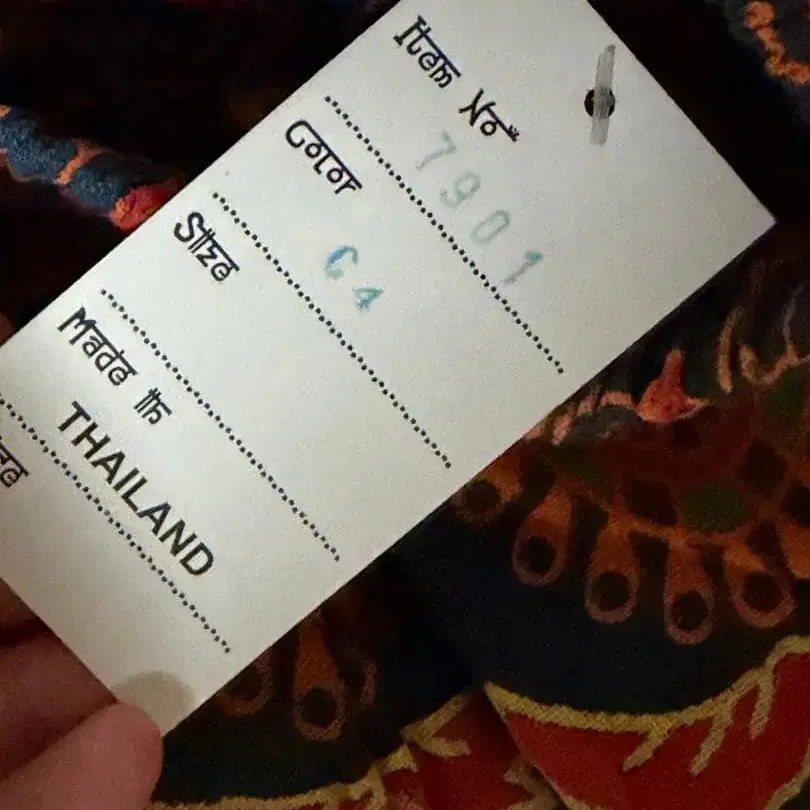 Item No. 7901
Color C4
Size
Made in THAILAND